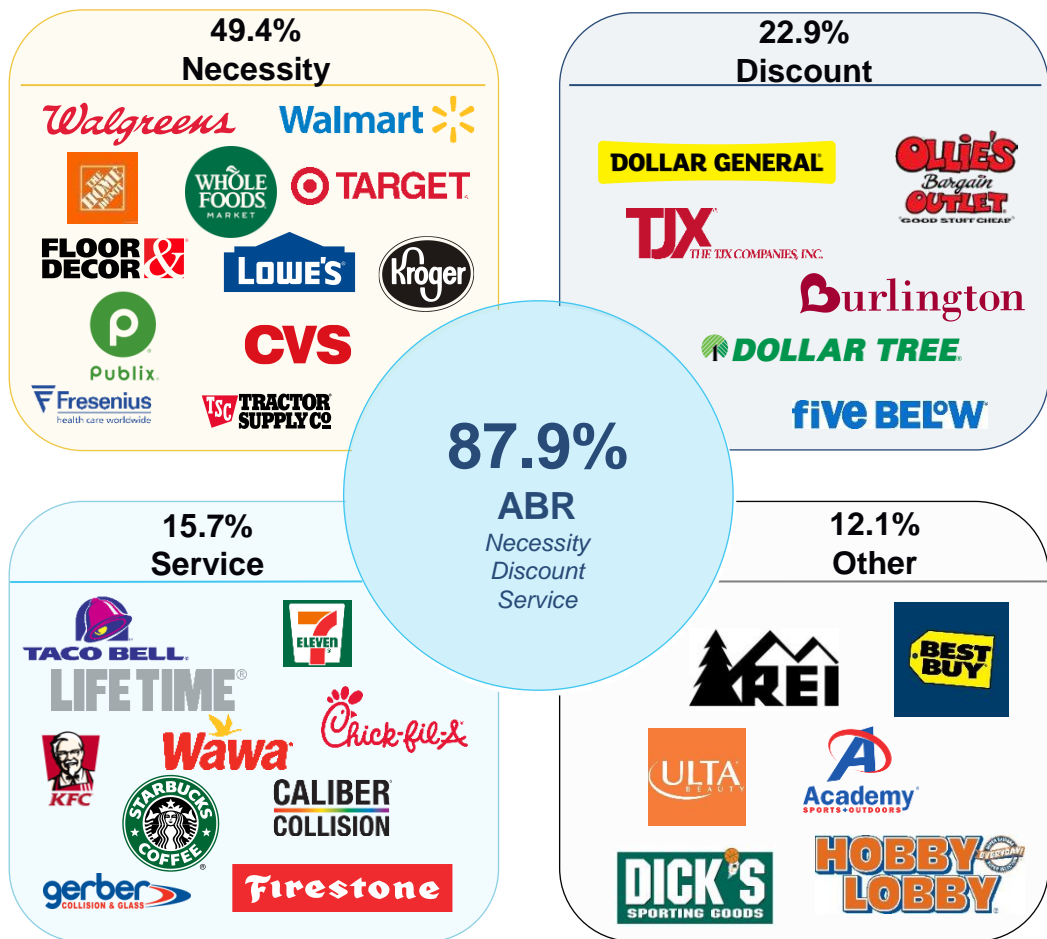 49.4%
Necessity
Walgreens
Walmart
THE
HOME
DEPOT
WHOLE
FOODS
MARKET
TARGET
FLOOR &
DECOR
LOWE'S
Kroger
Publix
CVS
Fresenius
health care worldwide
TSC TRACTOR
SUPPLY CO
22.9%
Discount
DOLLAR GENERAL
OLLIE'S
Bargain
OUTLET
"GOOD STUFF CHEAP"
TJX
THE TJX COMPANIES, INC.
Burlington
DOLLAR TREE
five BELOW
87.9%
ABR
Necessity
Discount
Service
15.7%
Service
TACO BELL
7
ELEVEN
LIFE TIME®
Wawa
Chick-fil-A
KFC
STARBUCKS
COFFEE
CALIBER
COLLISION
gerber
COLLISION & GLASS
Firestone
12.1%
Other
REI
BEST
BUY
ULTA
BEAUTY
Academy
SPORTS+OUTDOORS
DICK'S
SPORTING GOODS
HOBBY
LOBBY